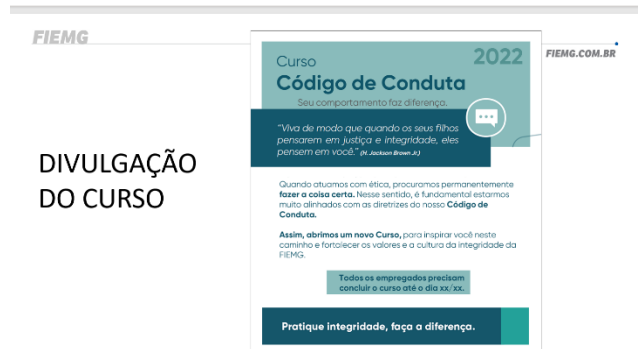 FIEMG
FIEMG.COM.BR
DIVULGAÇÃO
DO CURSO
2022
Curso
Código de Conduta
Seu comportamento faz diferença.
"Viva de modo que quando os seus filhos
pensarem em justiça e integridade, eles
pensem em você." (H. Jackson Brown Jr.)
Quando atuamos com ética, procuramos permanentemente
fazer a coisa certa. Nesse sentido, é fundamental estarmos
muito alinhados com as diretrizes do nosso Código de
Conduta.
Assim, abrimos um novo Curso, para inspirar você neste
caminho e fortalecer os valores e a cultura da integridade da
FIEMG.
Todos os empregados precisam
concluir o curso até o dia xx/xx.
Pratique integridade, faça a diferença.